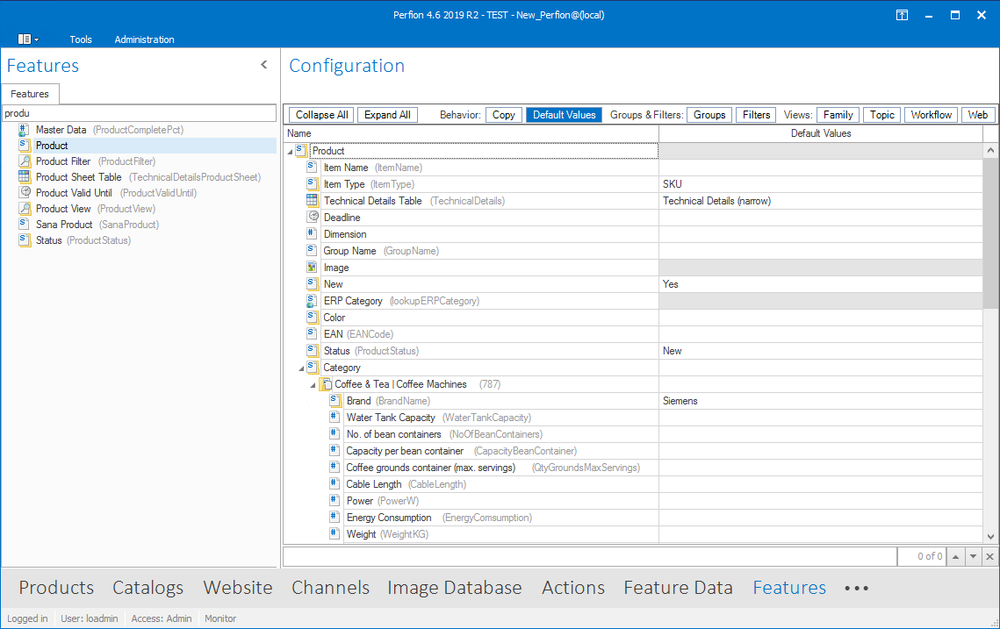 Perfion 4.6 2019 R2 - TEST - New_Perfion@(local)
Tools Administration
Features
Features
produ
Master Data (ProductCompletePct)
Product
Product Filter (ProductFilter)
Product Sheet Table (TechnicalDetailsProductSheet)
Product Valid Until (ProductValidUntil)
Product View (ProductView)
Sana Product (SanaProduct)
Status (ProductStatus)
Configuration
Collapse All Expand All Behavior: Copy Default Values Groups & Filters: Groups Filters Views: Family Topic Workflow Web
Name Default Values
Product
Item Name (ItemName)
Item Type (ItemType) SKU
Technical Details Table (TechnicalDetails) Technical Details (narrow)
Deadline
Dimension
Group Name (GroupName)
Image
New Yes
ERP Category (lookupERPCategory)
Color
EAN (EANCode)
Status (ProductStatus) New
Category
Coffee & Tea | Coffee Machines (787)
Brand (BrandName) Siemens
Water Tank Capacity (WaterTankCapacity)
No. of bean containers (NoOfBeanContainers)
Capacity per bean container (CapacityBeanContainer)
Coffee grounds container (max. servings) (QtyGroundsMaxServings)
Cable Length (CableLength)
Power (PowerW)
Energy Consumption (EnergyComsumption)
Weight (WeightKG)
0 of 0
Products Catalogs Website Channels Image Database Actions Feature Data Features •••
Logged in User: loadmin Access: Admin Monitor